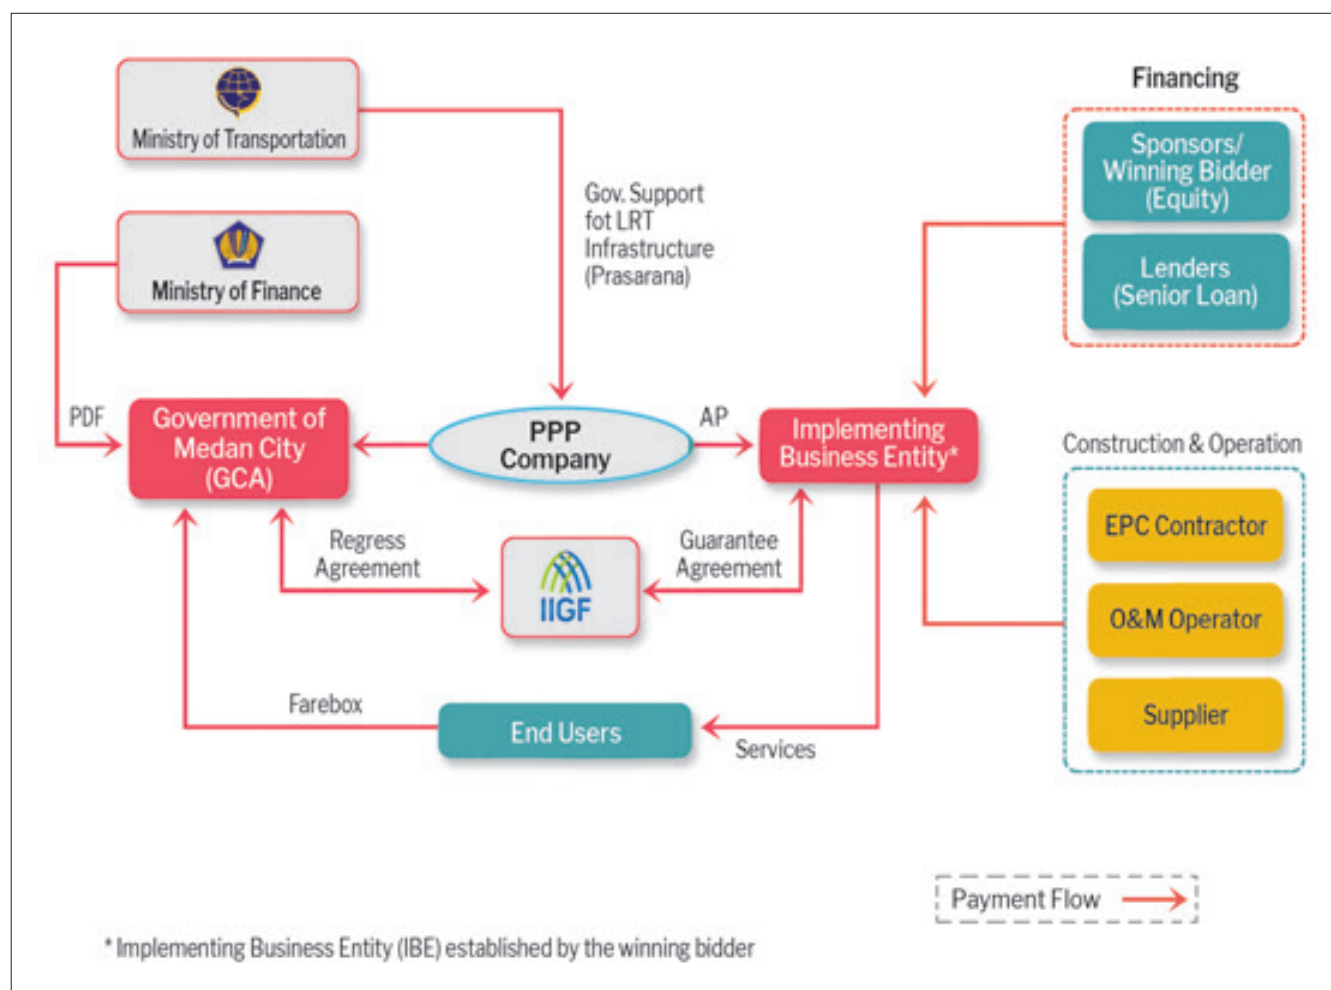 Ministry of Transportation
Ministry of Finance
Gov. Support
fot LRT
Infrastructure
(Prasarana)
Financing
Sponsors/
Winning Bidder
(Equity)
Lenders
(Senior Loan)
PDF
Government of
Medan City
(GCA)
PPP
Company
AP
Implementing
Business Entity*
Construction & Operation
EPC Contractor
O&M Operator
Supplier
Regress
Agreement
IIGF
Guarantee
Agreement
Farebox
End Users
Services
Payment Flow
* Implementing Business Entity (IBE) established by the winning bidder